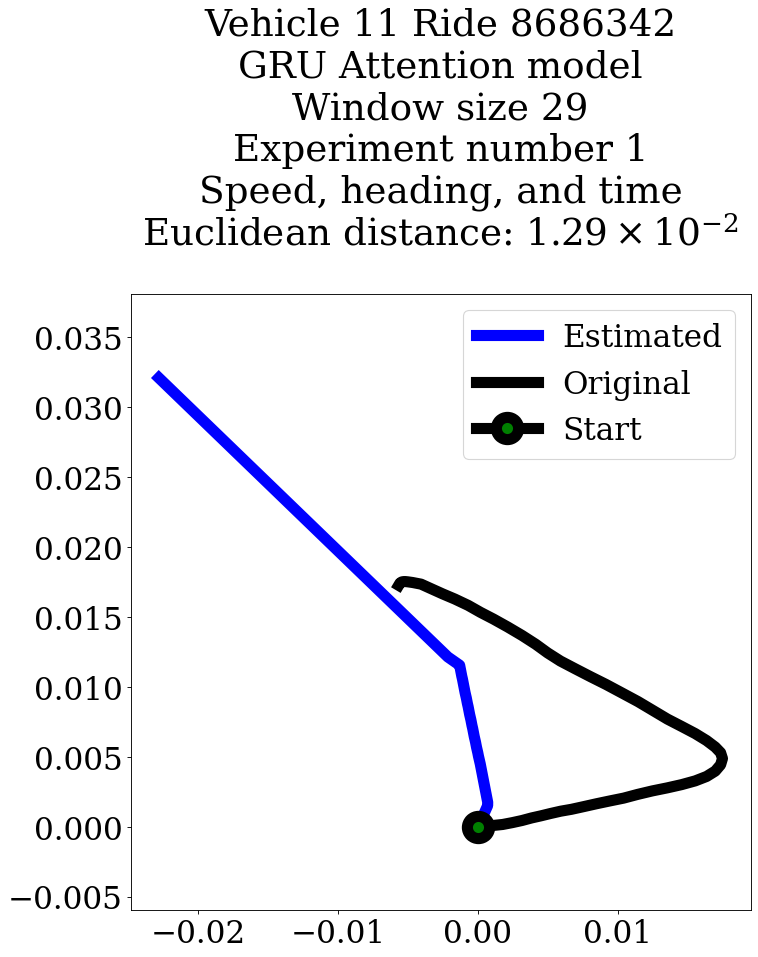 Vehicle 11 Ride 8686342
GRU Attention model
Window size 29
Experiment number 1
Speed, heading, and time
Euclidean distance: 1.29 × 10⁻²
Estimated
Original
Start
0.035
0.030
0.025
0.020
0.015
0.010
0.005
0.000
−0.005
−0.02 −0.01 0.00 0.01